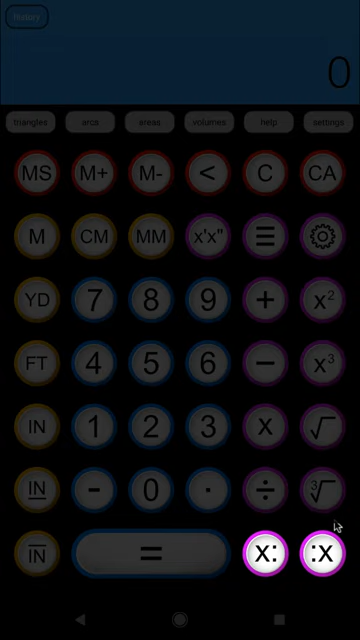 history
0
triangles arcs areas volumes help settings
MS M+ M- < C CA
M CM MM x'x" ☰
YD 7 8 9 + x²
FT 4 5 6 − x³
IN 1 2 3 x √
IN - 0 · ÷ ³√
IN = x: :x